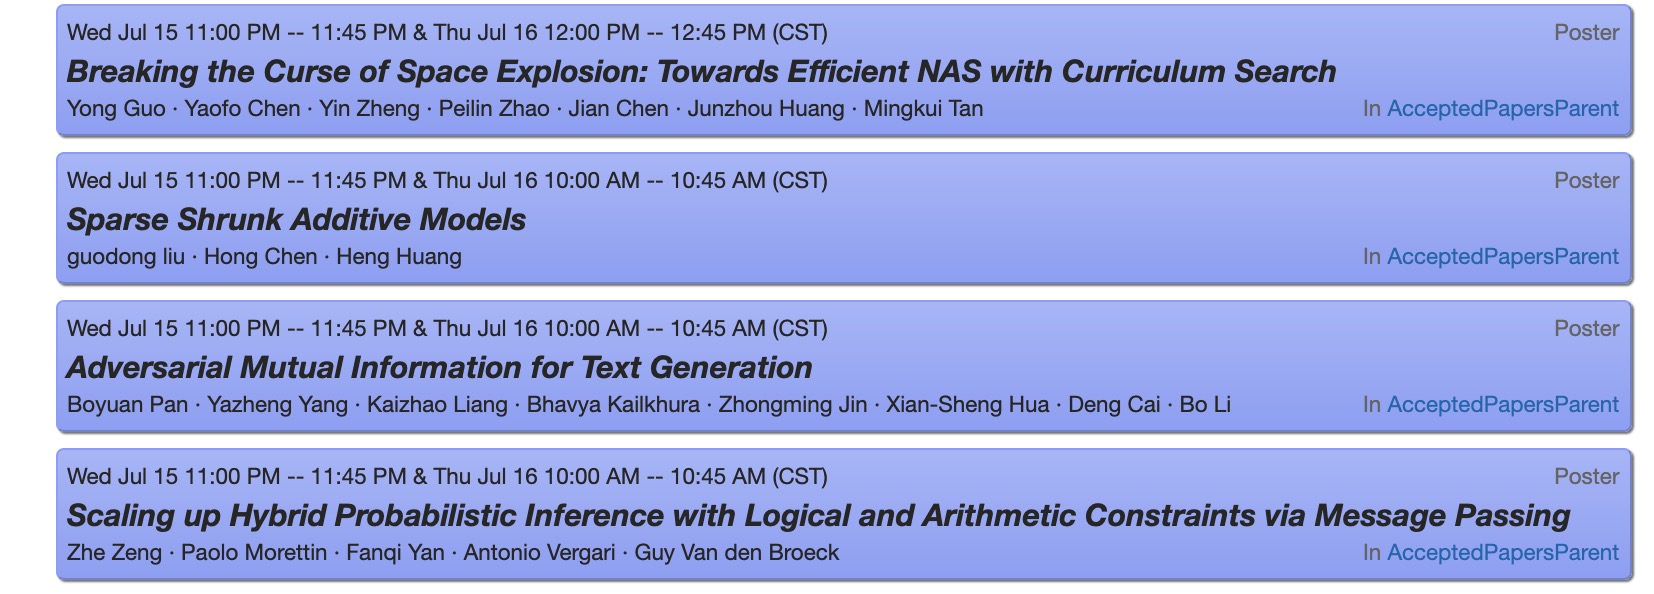 Wed Jul 15 11:00 PM -- 11:45 PM & Thu Jul 16 12:00 PM -- 12:45 PM (CST) Poster
Breaking the Curse of Space Explosion: Towards Efficient NAS with Curriculum Search
Yong Guo · Yaofo Chen · Yin Zheng · Peilin Zhao · Jian Chen · Junzhou Huang · Mingkui Tan In AcceptedPapersParent
Wed Jul 15 11:00 PM -- 11:45 PM & Thu Jul 16 10:00 AM -- 10:45 AM (CST) Poster
Sparse Shrunk Additive Models
guodong liu · Hong Chen · Heng Huang In AcceptedPapersParent
Wed Jul 15 11:00 PM -- 11:45 PM & Thu Jul 16 10:00 AM -- 10:45 AM (CST) Poster
Adversarial Mutual Information for Text Generation
Boyuan Pan · Yazheng Yang · Kaizhao Liang · Bhavya Kailkhura · Zhongming Jin · Xian-Sheng Hua · Deng Cai · Bo Li In AcceptedPapersParent
Wed Jul 15 11:00 PM -- 11:45 PM & Thu Jul 16 10:00 AM -- 10:45 AM (CST) Poster
Scaling up Hybrid Probabilistic Inference with Logical and Arithmetic Constraints via Message Passing
Zhe Zeng · Paolo Morettin · Fanqi Yan · Antonio Vergari · Guy Van den Broeck In AcceptedPapersParent